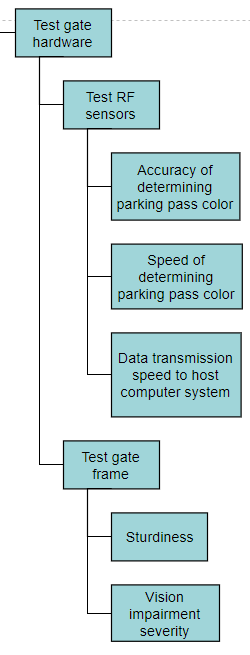 Test gate
hardware
Test RF
sensors
Accuracy of
determining
parking pass color
Speed of
determining
parking pass color
Data transmission
speed to host
computer system
Test gate
frame
Sturdiness
Vision
impairment
severity